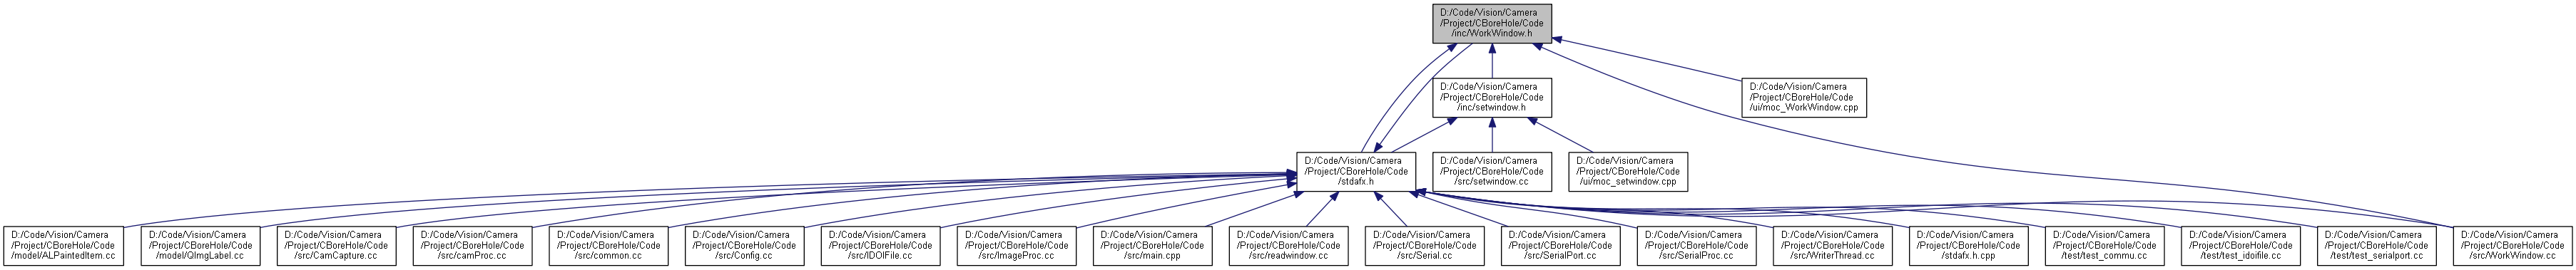 D:/Code/Vision/Camera
/Project/CBoreHole/Code
/inc/WorkWindow.h
D:/Code/Vision/Camera
/Project/CBoreHole/Code
/inc/setwindow.h
D:/Code/Vision/Camera
/Project/CBoreHole/Code
/ui/moc_WorkWindow.cpp
D:/Code/Vision/Camera
/Project/CBoreHole/Code
/stdafx.h
D:/Code/Vision/Camera
/Project/CBoreHole/Code
/src/setwindow.cc
D:/Code/Vision/Camera
/Project/CBoreHole/Code
/ui/moc_setwindow.cpp
D:/Code/Vision/Camera
/Project/CBoreHole/Code
/model/ALPaintedItem.cc
D:/Code/Vision/Camera
/Project/CBoreHole/Code
/model/QImgLabel.cc
D:/Code/Vision/Camera
/Project/CBoreHole/Code
/src/CamCapture.cc
D:/Code/Vision/Camera
/Project/CBoreHole/Code
/src/camProc.cc
D:/Code/Vision/Camera
/Project/CBoreHole/Code
/src/common.cc
D:/Code/Vision/Camera
/Project/CBoreHole/Code
/src/Config.cc
D:/Code/Vision/Camera
/Project/CBoreHole/Code
/src/IDOIFile.cc
D:/Code/Vision/Camera
/Project/CBoreHole/Code
/src/ImageProc.cc
D:/Code/Vision/Camera
/Project/CBoreHole/Code
/src/main.cpp
D:/Code/Vision/Camera
/Project/CBoreHole/Code
/src/readwindow.cc
D:/Code/Vision/Camera
/Project/CBoreHole/Code
/src/Serial.cc
D:/Code/Vision/Camera
/Project/CBoreHole/Code
/src/SerialPort.cc
D:/Code/Vision/Camera
/Project/CBoreHole/Code
/src/SerialProc.cc
D:/Code/Vision/Camera
/Project/CBoreHole/Code
/src/WriterThread.cc
D:/Code/Vision/Camera
/Project/CBoreHole/Code
/stdafx.h.cpp
D:/Code/Vision/Camera
/Project/CBoreHole/Code
/test/test_commu.cc
D:/Code/Vision/Camera
/Project/CBoreHole/Code
/test/test_idoifile.cc
D:/Code/Vision/Camera
/Project/CBoreHole/Code
/test/test_serialport.cc
D:/Code/Vision/Camera
/Project/CBoreHole/Code
/src/WorkWindow.cc